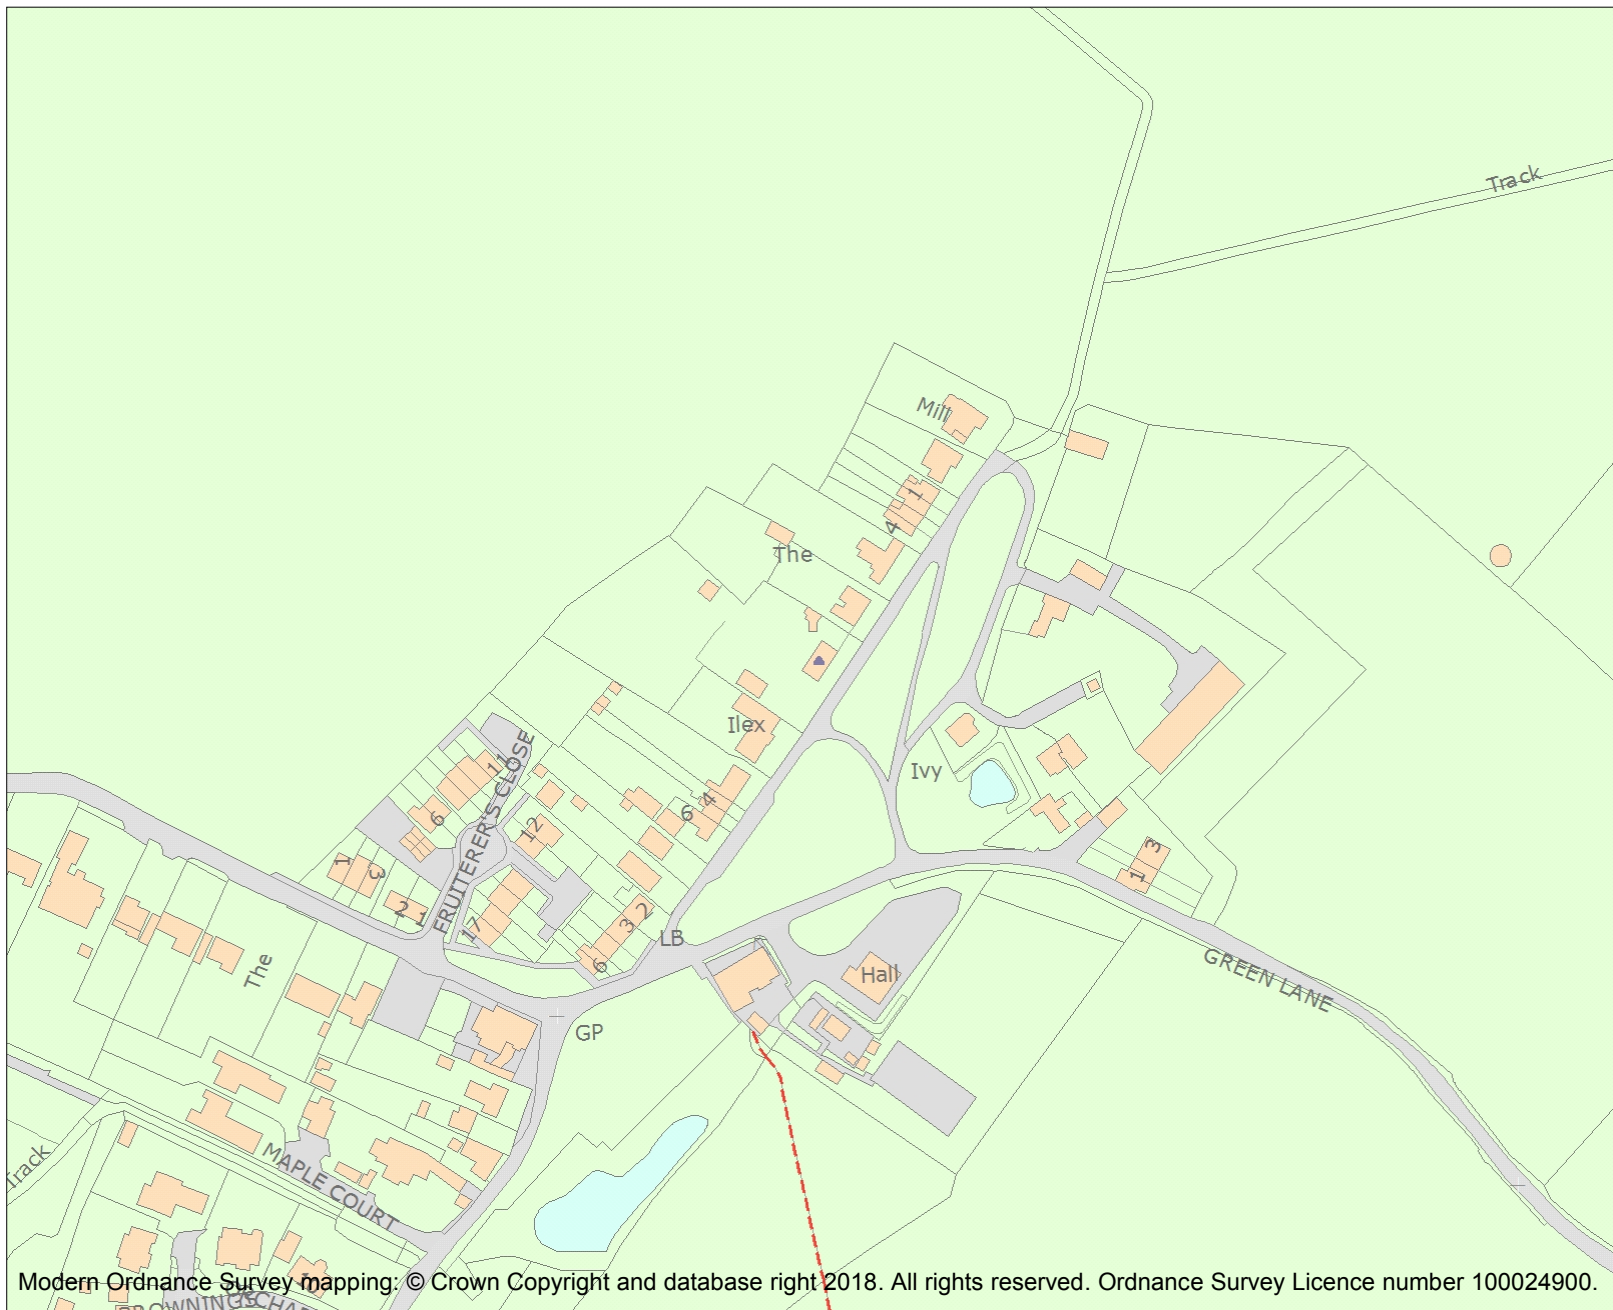 Track
Mill
1
4
The
Ilex
Ivy
11
FRUITERER'S CLOSE
6
12
6
4
3
1
1
3
2
1
17
2
3
6
LB
Hall
GREEN LANE
The
GP
Track
MAPLE COURT
Modern Ordnance Survey mapping: © Crown Copyright and database right 2018. All rights reserved. Ordnance Survey Licence number 100024900.